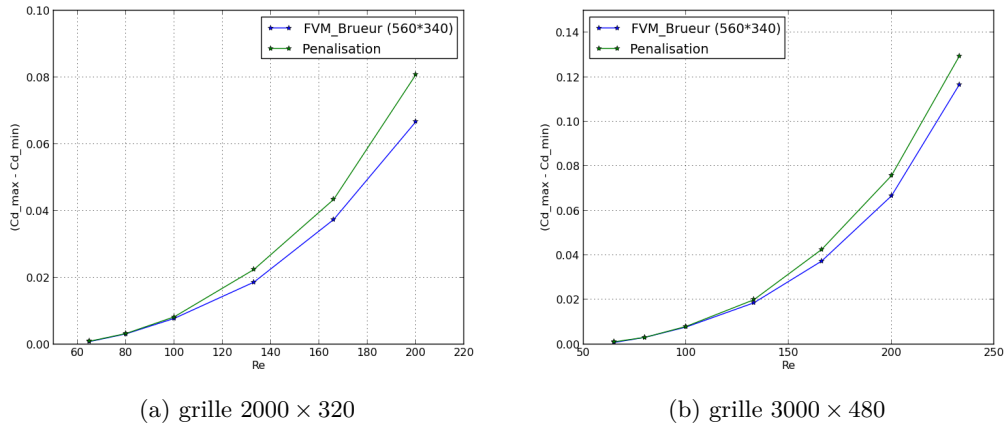 0.10
0.08
0.06
0.04
0.02
0.00
(Cd_max - Cd_min)
60 80 100 120 140 160 180 200 220
Re
FVM_Brueur (560*340)
Penalisation
(a) grille 2000 × 320
0.14
0.12
0.10
0.08
0.06
0.04
0.02
0.00
(Cd_max - Cd_min)
50 100 150 200 250
Re
FVM_Brueur (560*340)
Penalisation
(b) grille 3000 × 480